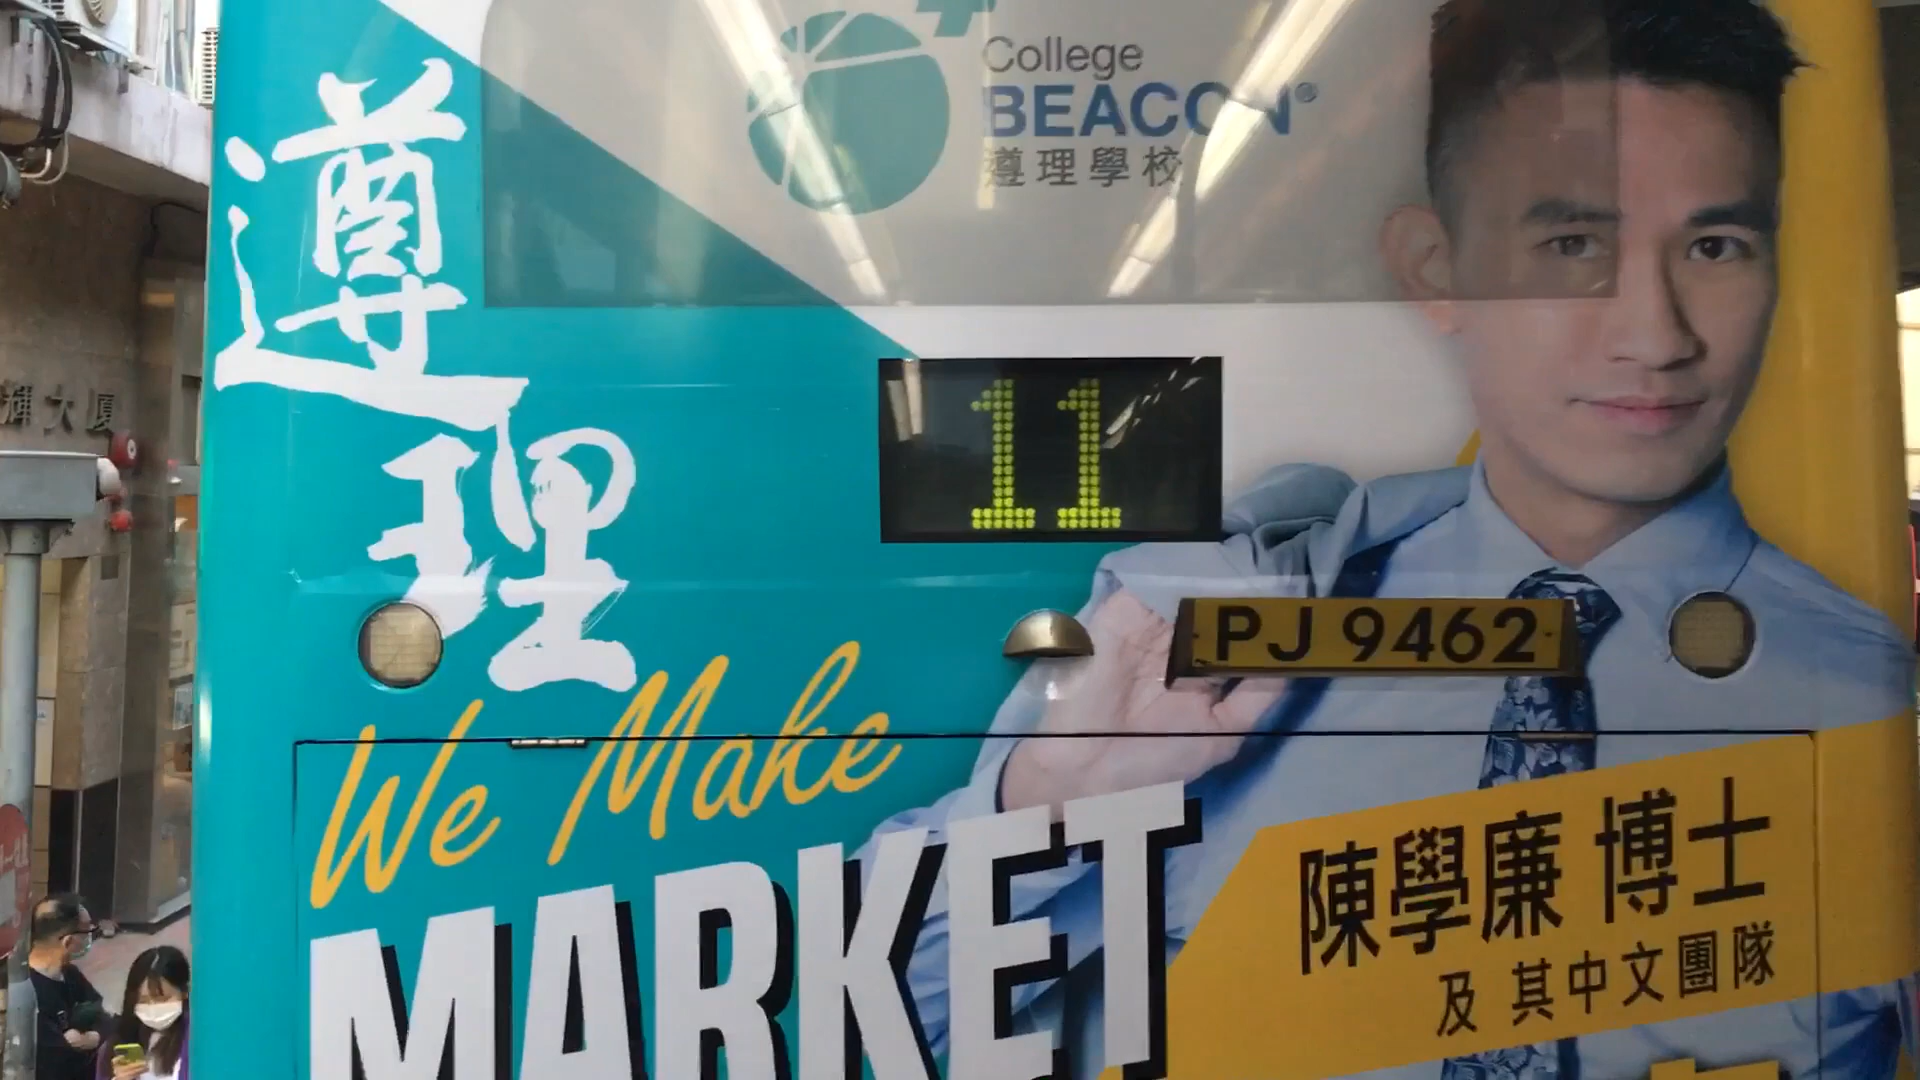 College
BEACON®
遵理學校
遵理
11
PJ 9462
We Make
MARKET
陳學廉 博士
及 其中文團隊
輝大廈